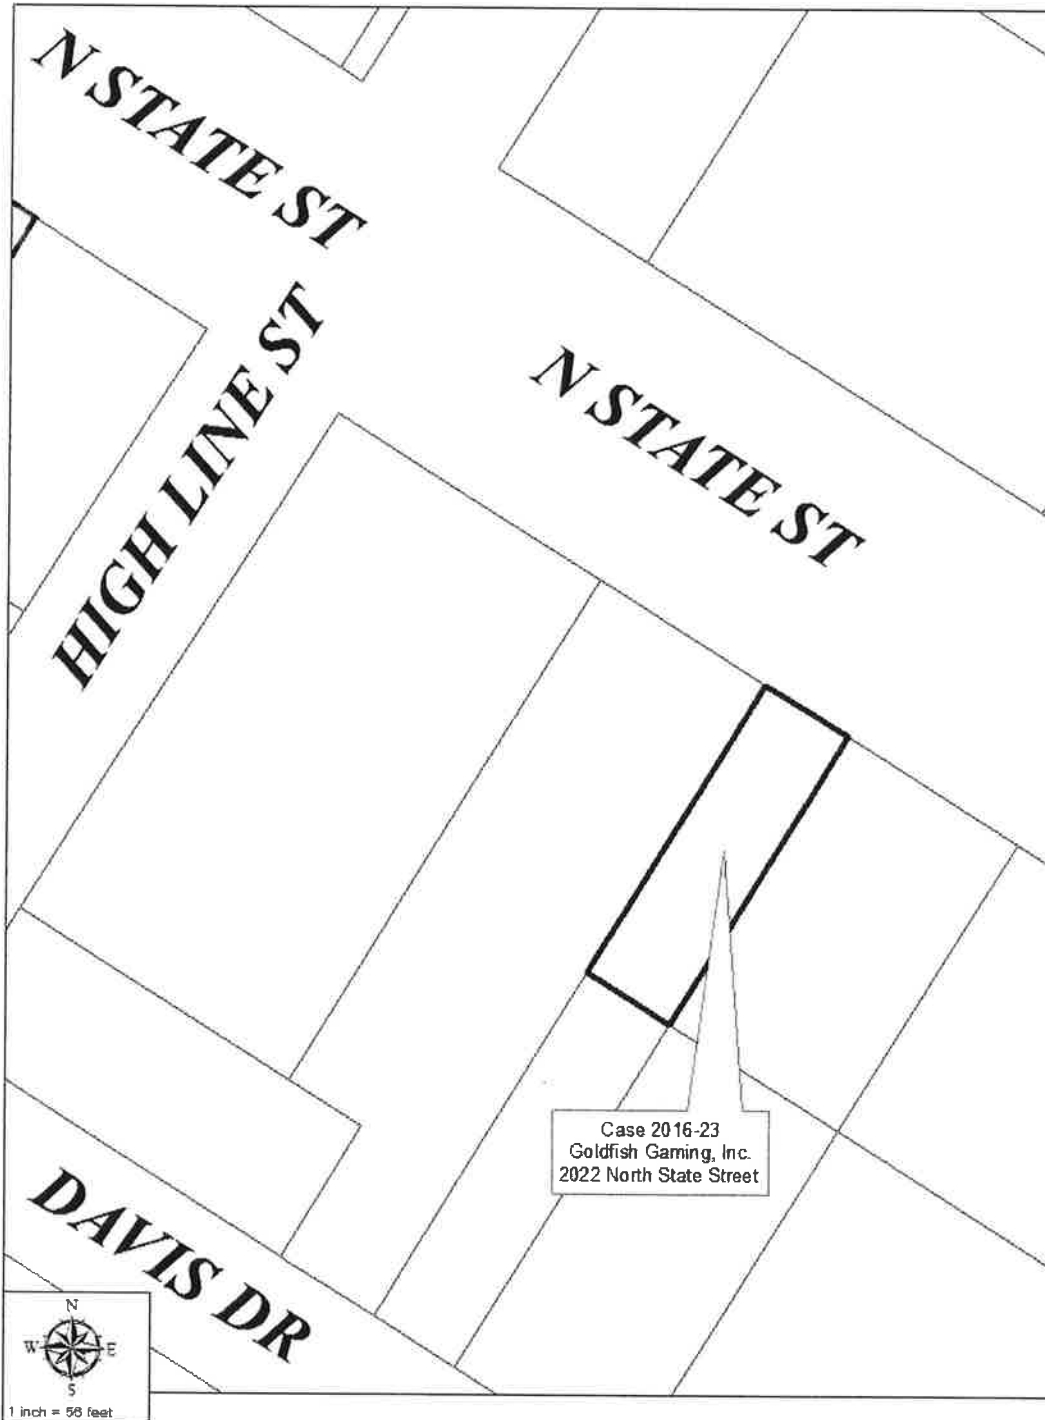 N STATE ST
HIGH LINE ST
N STATE ST
Case 2016-23
Goldfish Gaming, Inc.
2022 North State Street
DAVIS DR
N
W E
S
1 inch = 56 feet